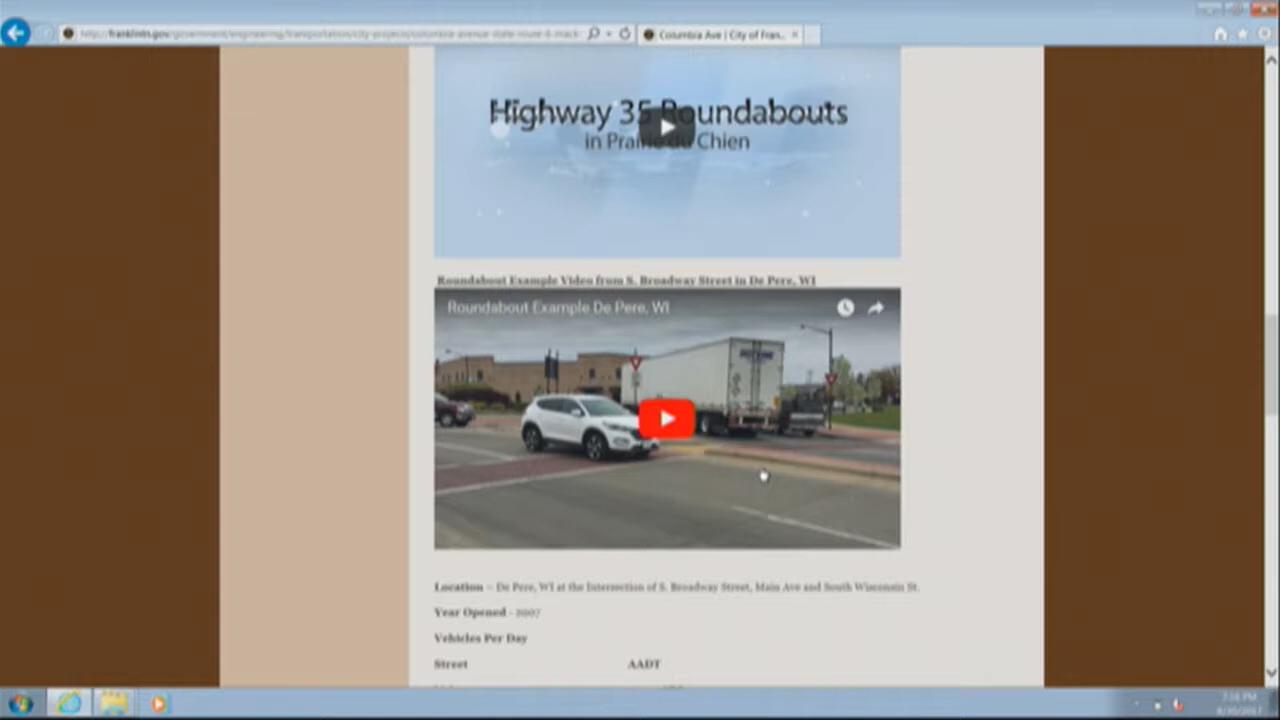 Columbia Ave | City of Fran...
Highway 35 Roundabouts
in Prairie du Chien
Roundabout Example Video from S. Broadway Street in De Pere, WI
Roundabout Example De Pere, WI
Location – De Pere, WI at the Intersection of S. Broadway Street, Main Ave and South Wisconsin St.
Year Opened - 2007
Vehicles Per Day
Street AADT